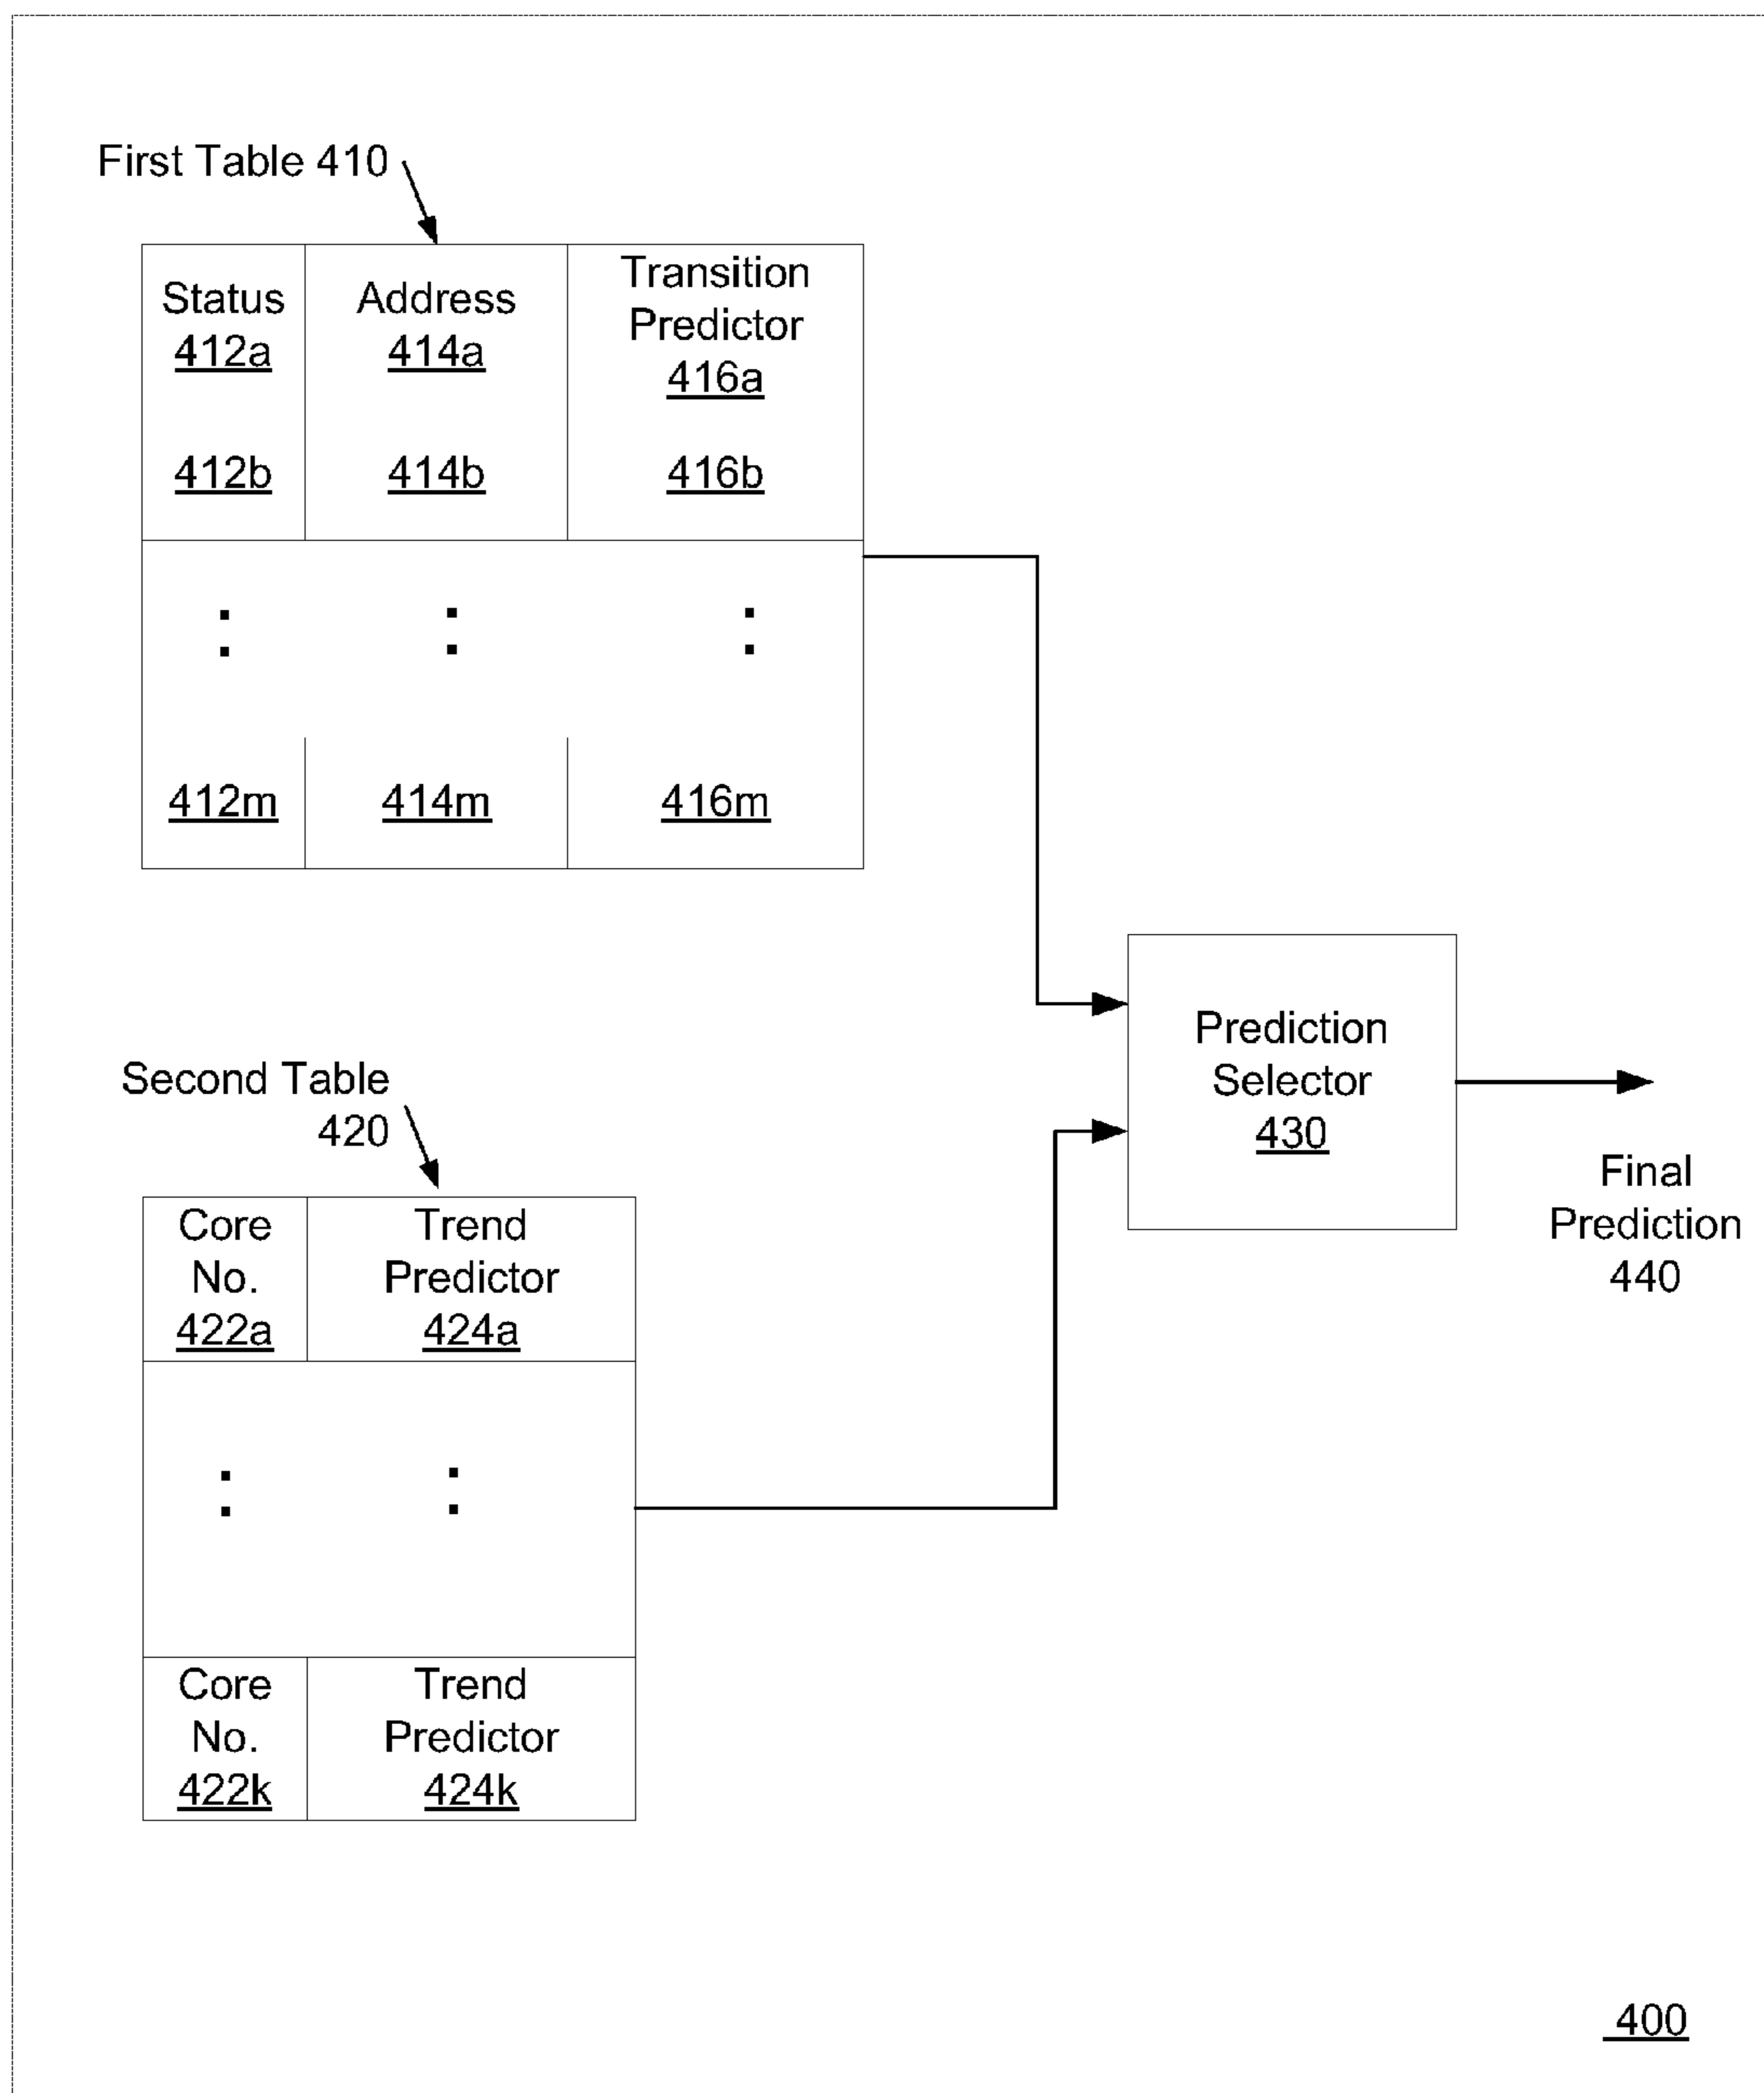 First Table 410
Status
412a
Address
414a
Transition
Predictor
416a
412b
414b
416b
:
:
:
412m
414m
416m
Second Table
420
Core
No.
422a
Trend
Predictor
424a
:
:
Core
No.
422k
Trend
Predictor
424k
Prediction
Selector
430
Final
Prediction
440
400